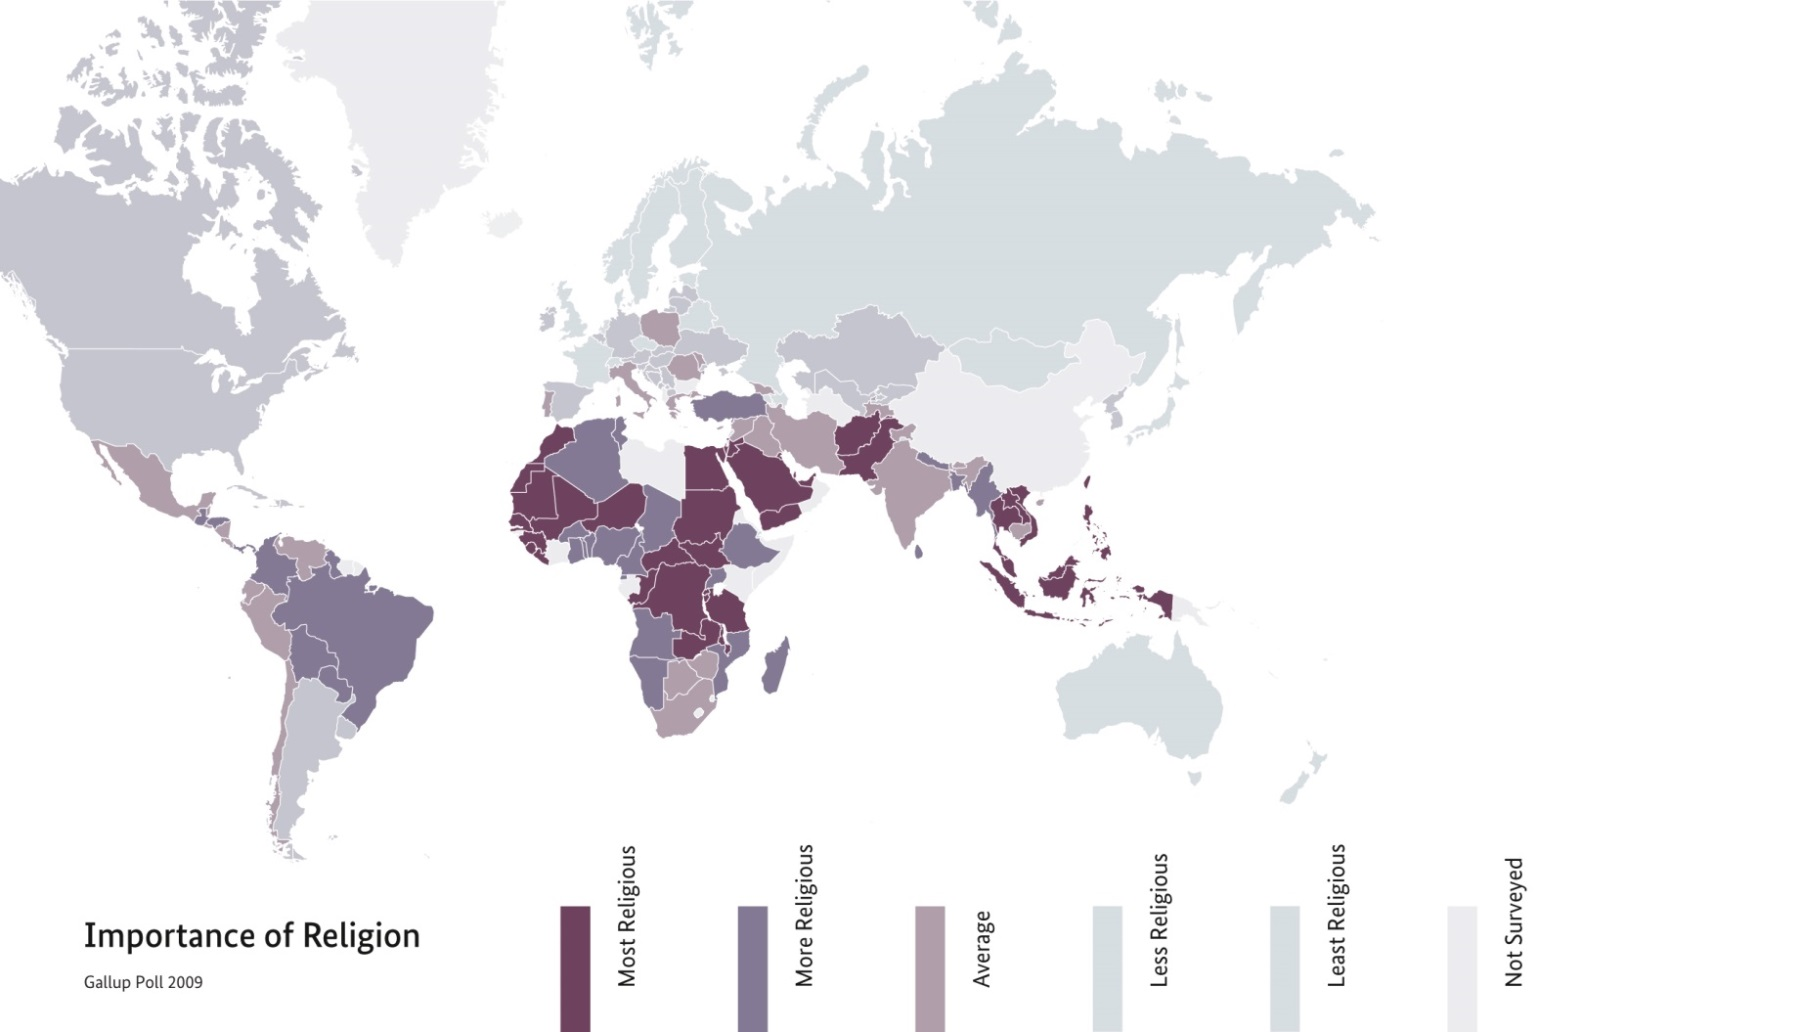 Importance of Religion
Gallup Poll 2009
Most Religious
More Religious
Average
Less Religious
Least Religious
Not Surveyed